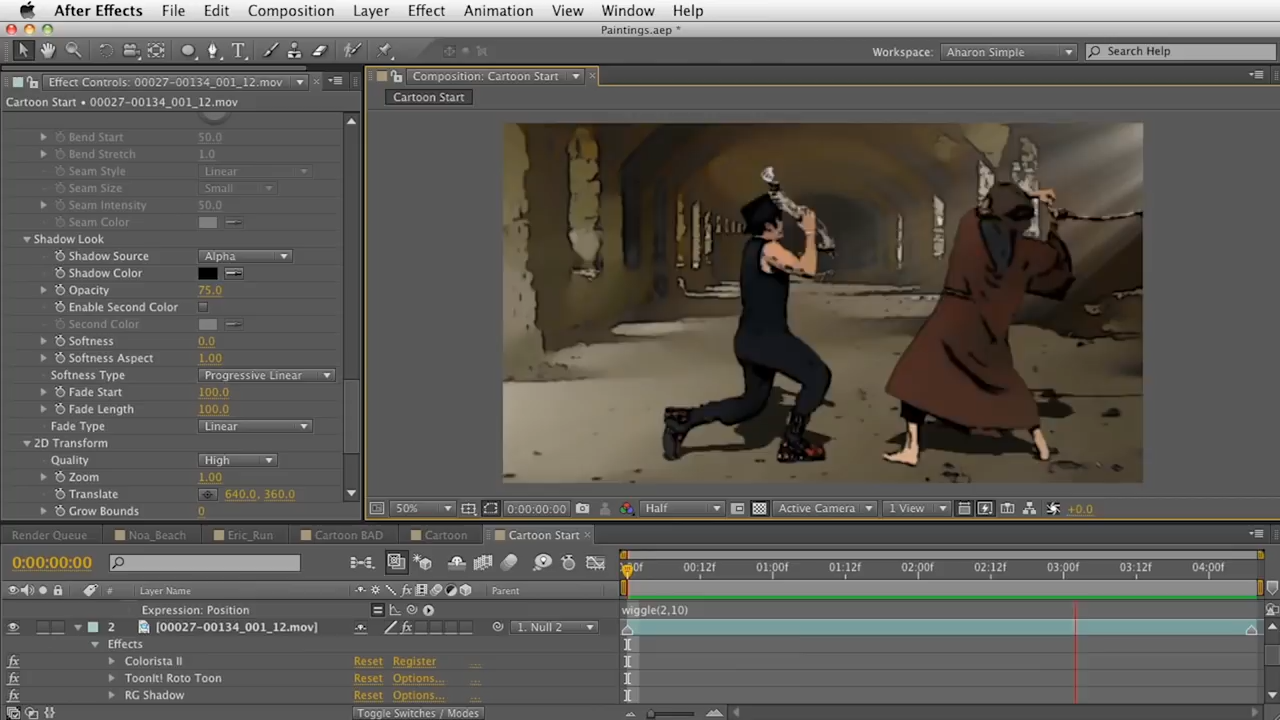 After Effects File Edit Composition Layer Effect Animation View Window Help
Paintings.aep *
Workspace: Aharon Simple Search Help
Effect Controls: 00027-00134_001_12.mov
Composition: Cartoon Start
Cartoon Start • 00027-00134_001_12.mov
Cartoon Start
Bend Start 50.0
Bend Stretch 1.0
Seam Style Linear
Seam Size Small
Seam Intensity 50.0
Seam Color
Shadow Look
Shadow Source Alpha
Shadow Color
Opacity 75.0
Enable Second Color
Second Color
Softness 0.0
Softness Aspect 1.00
Softness Type Progressive Linear
Fade Start 100.0
Fade Length 100.0
Fade Type Linear
2D Transform
Quality High
Zoom 1.00
Translate 640.0, 360.0
Grow Bounds 0
50% 0:00:00:00 Half Active Camera 1 View +0.0
Render Queue Noa_Beach Eric_Run Cartoon BAD Cartoon Cartoon Start
0:00:00:00
:00f 00:12f 01:00f 01:12f 02:00f 02:12f 03:00f 03:12f 04:00f
Layer Name Parent
Expression: Position wiggle(2,10)
2 [00027-00134_001_12.mov] 1. Null 2
Effects
Colorista II Reset Register ...
ToonIt! Roto Toon Reset Options... ...
RG Shadow Reset Options... ...
Toggle Switches / Modes